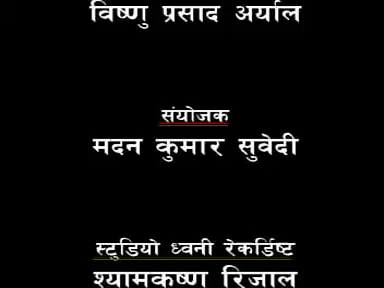 विष्णु प्रसाद अर्याल
संयोजक
मदन कुमार सुवेदी
स्टुडियो ध्वनी रेकर्डिष्ट
श्यामकृष्ण रिजाल